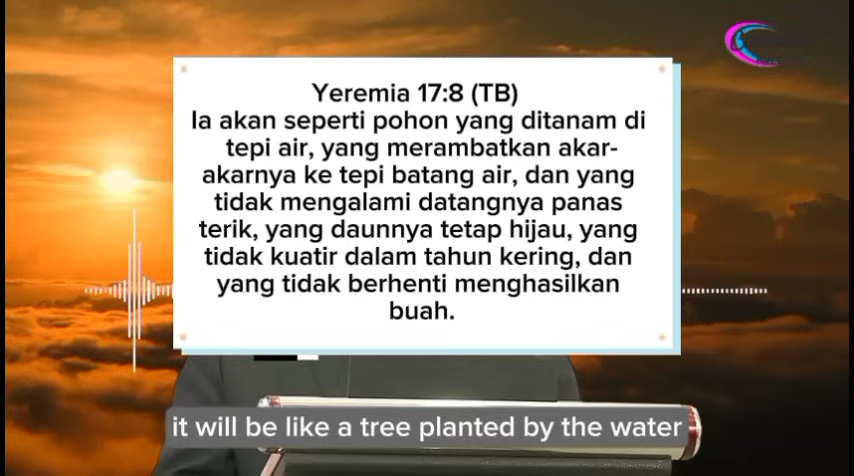 Yeremia 17:8 (TB)
Ia akan seperti pohon yang ditanam di
tepi air, yang merambatkan akar-
akarnya ke tepi batang air, dan yang
tidak mengalami datangnya panas
terik, yang daunnya tetap hijau, yang
tidak kuatir dalam tahun kering, dan
yang tidak berhenti menghasilkan
buah.
it will be like a tree planted by the water